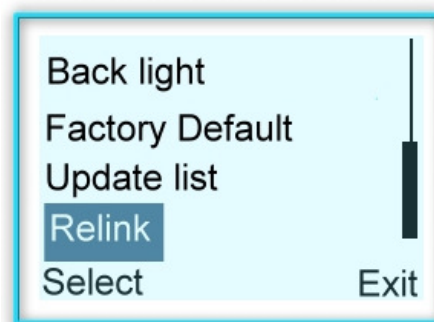 Back light
Factory Default
Update list
Relink
Select Exit